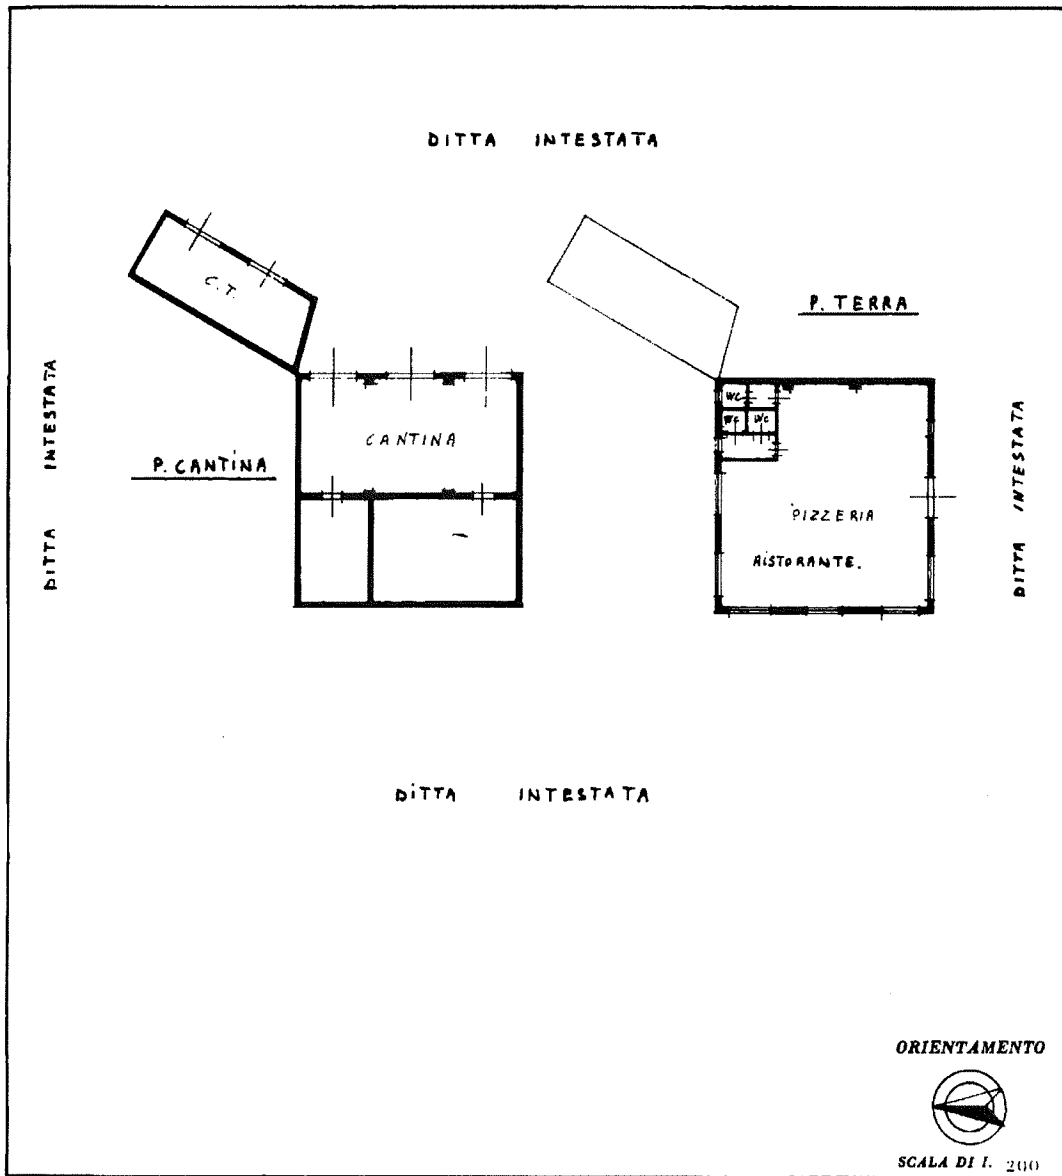 DITTA INTESTATA
C.T.
P. TERRA
DITTA INTESTATA
P. CANTINA
CANTINA
WC
WC WC
PIZZERIA
RISTORANTE.
DITTA INTESTATA
DITTA INTESTATA
ORIENTAMENTO
SCALA DI I. 200